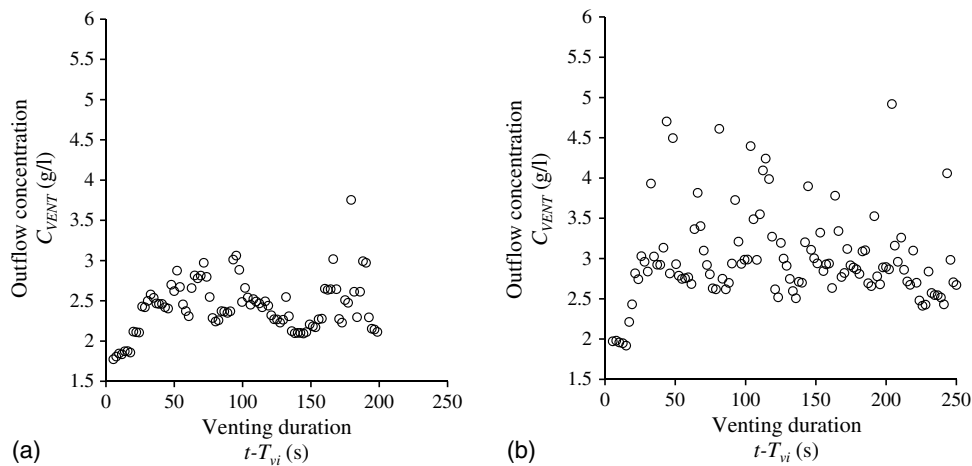 6
5.5
5
4.5
4
3.5
3
2.5
2
1.5
Outflow concentration
C_VENT (g/l)
0 50 100 150 200 250
Venting duration
t-T_vi (s)
(a)
6
5.5
5
4.5
4
3.5
3
2.5
2
1.5
Outflow concentration
C_VENT (g/l)
0 50 100 150 200 250
Venting duration
t-T_vi (s)
(b)